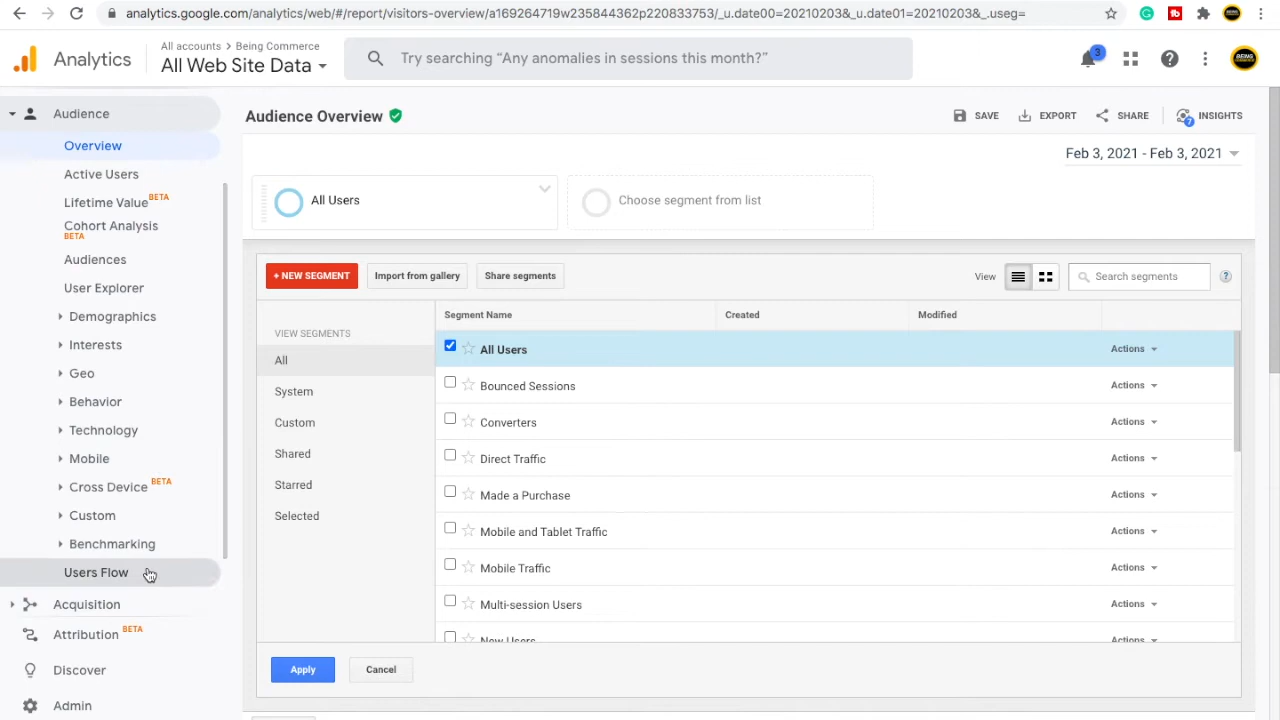 analytics.google.com/analytics/web/#/report/visitors-overview/a169264719w235844362p220833753/_u.date00=20210203&_u.date01=20210203&_.useg=
Analytics
All accounts > Being Commerce
All Web Site Data
Try searching “Any anomalies in sessions this month?”
3
Audience
Overview
Active Users
Lifetime Value BETA
Cohort Analysis
BETA
Audiences
User Explorer
Demographics
Interests
Geo
Behavior
Technology
Mobile
Cross Device BETA
Custom
Benchmarking
Users Flow
Acquisition
Attribution BETA
Discover
Admin
Audience Overview
SAVE
EXPORT
SHARE
7
INSIGHTS
Feb 3, 2021 - Feb 3, 2021
All Users
Choose segment from list
+ NEW SEGMENT
Import from gallery
Share segments
View
Search segments
?
VIEW SEGMENTS
All
System
Custom
Shared
Starred
Selected
Segment Name Created Modified
All Users Actions
Bounced Sessions Actions
Converters Actions
Direct Traffic Actions
Made a Purchase Actions
Mobile and Tablet Traffic Actions
Mobile Traffic Actions
Multi-session Users Actions
New Users Actions
Apply
Cancel